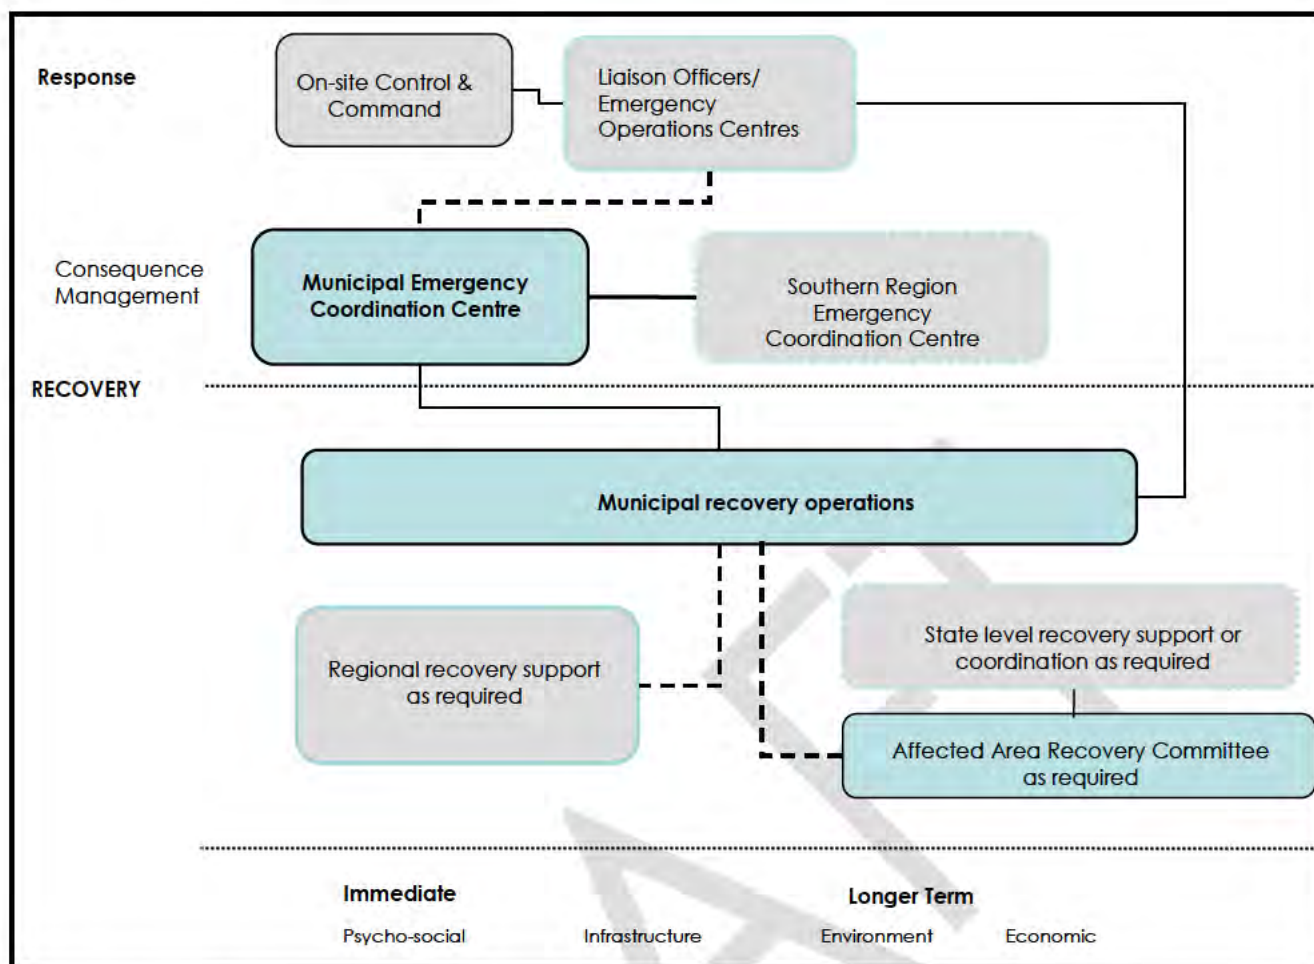 Response
On-site Control &
Command
Liaison Officers/
Emergency
Operations Centres
Consequence
Management
Municipal Emergency
Coordination Centre
Southern Region
Emergency
Coordination Centre
RECOVERY
Municipal recovery operations
Regional recovery support
as required
State level recovery support or
coordination as required
Affected Area Recovery Committee
as required
Immediate
Longer Term
Psycho-social
Infrastructure
Environment
Economic